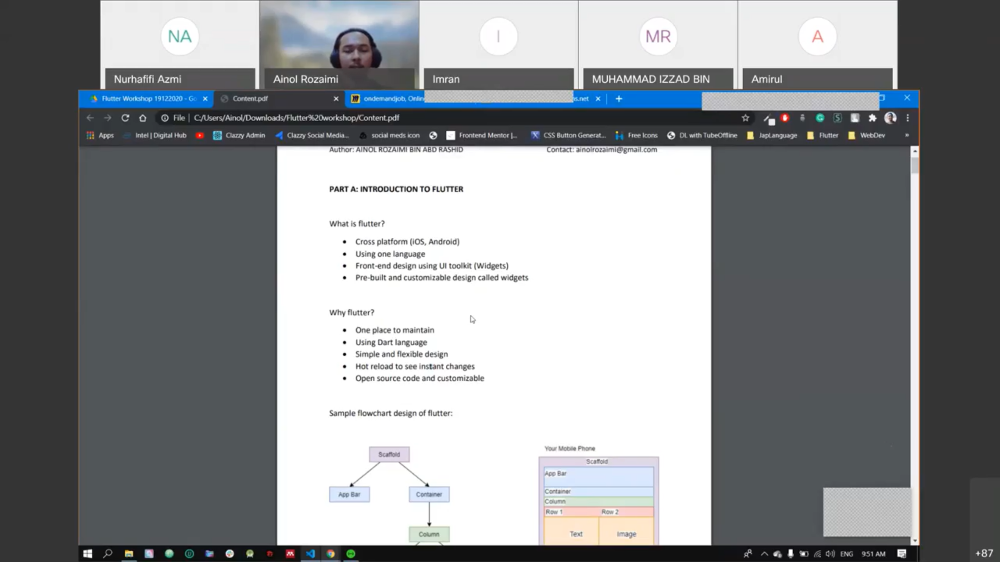 NA
I
MR
A
Nurhafifi Azmi
Ainol Rozaimi
Imran
MUHAMMAD IZZAD BIN
Amirul
Flutter Workshop 19122020 - Go
Content.pdf
ondemandjob, Onlin
s.net
File
C:/Users/Ainol/Downloads/Flutter%20workshop/Content.pdf
Apps
Intel | Digital Hub
Clazzy Admin
Clazzy Social Media...
social meds icon
Frontend Mentor |...
CSS Button Generat...
Free Icons
DL with TubeOffline
JapLanguage
Flutter
WebDev
»
Author: AINOL ROZAIMI BIN ABD RASHID
Contact: ainolrozaimi@gmail.com
PART A: INTRODUCTION TO FLUTTER
What is flutter?
• Cross platform (iOS, Android)
• Using one language
• Front-end design using UI toolkit (Widgets)
• Pre-built and customizable design called widgets
Why flutter?
• One place to maintain
• Using Dart language
• Simple and flexible design
• Hot reload to see instant changes
• Open source code and customizable
Sample flowchart design of flutter:
Scaffold
App Bar
Container
Column
Your Mobile Phone
Scaffold
App Bar
Container
Column
Row 1
Row 2
Text
Image
ENG
9:51 AM
+87